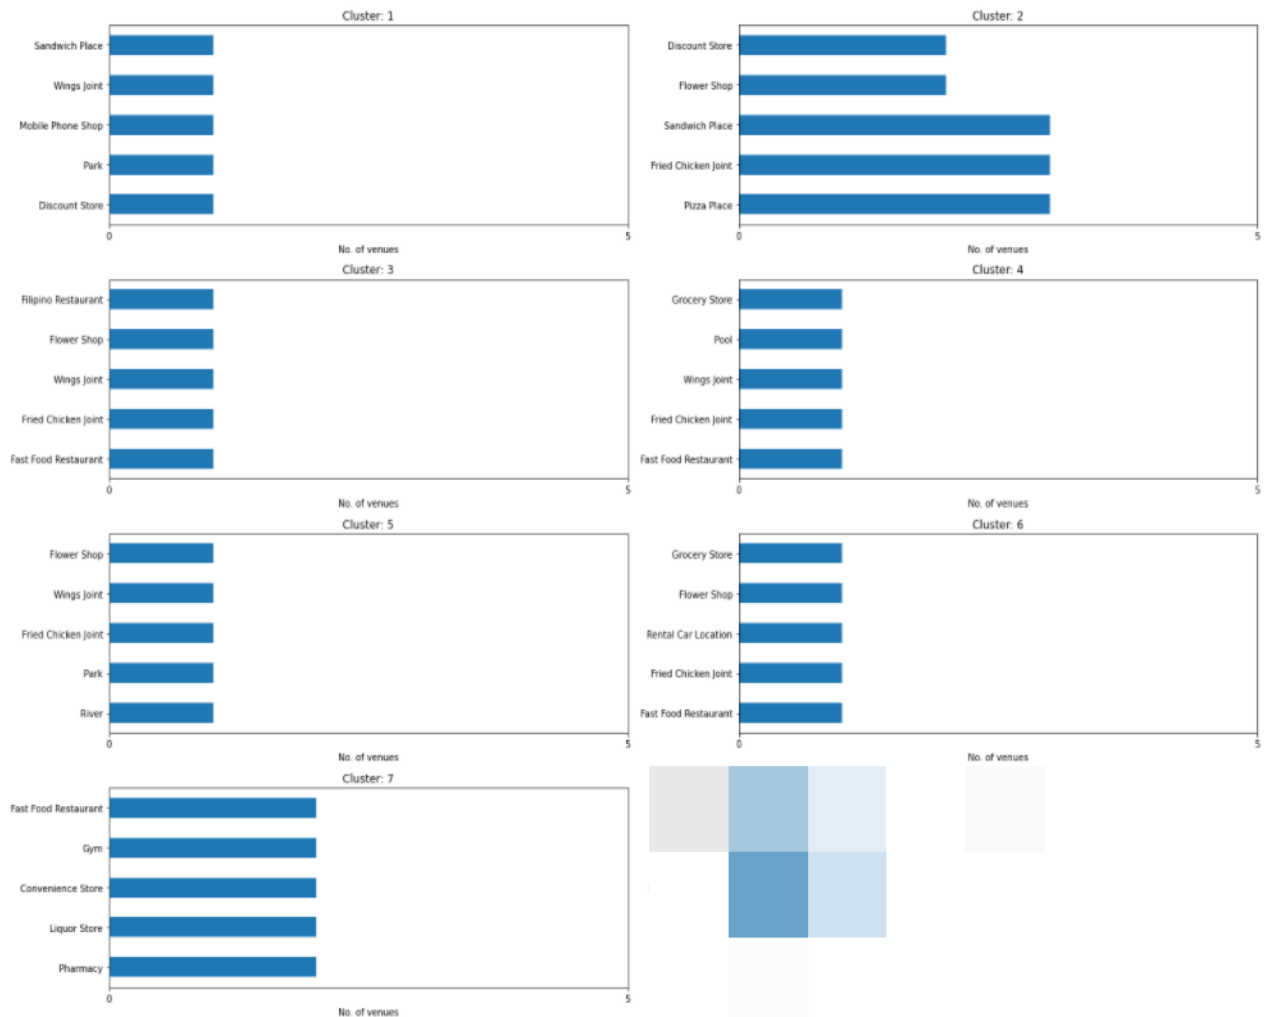 Cluster: 1
Sandwich Place
Wings Joint
Mobile Phone Shop
Park
Discount Store
0 5
No. of venues
Cluster: 2
Discount Store
Flower Shop
Sandwich Place
Fried Chicken Joint
Pizza Place
0 5
No. of venues
Cluster: 3
Filipino Restaurant
Flower Shop
Wings Joint
Fried Chicken Joint
Fast Food Restaurant
0 5
No. of venues
Cluster: 4
Grocery Store
Pool
Wings Joint
Fried Chicken Joint
Fast Food Restaurant
0 5
No. of venues
Cluster: 5
Flower Shop
Wings Joint
Fried Chicken Joint
Park
River
0 5
No. of venues
Cluster: 6
Grocery Store
Flower Shop
Rental Car Location
Fried Chicken Joint
Fast Food Restaurant
0 5
No. of venues
Cluster: 7
Fast Food Restaurant
Gym
Convenience Store
Liquor Store
Pharmacy
0 5
No. of venues